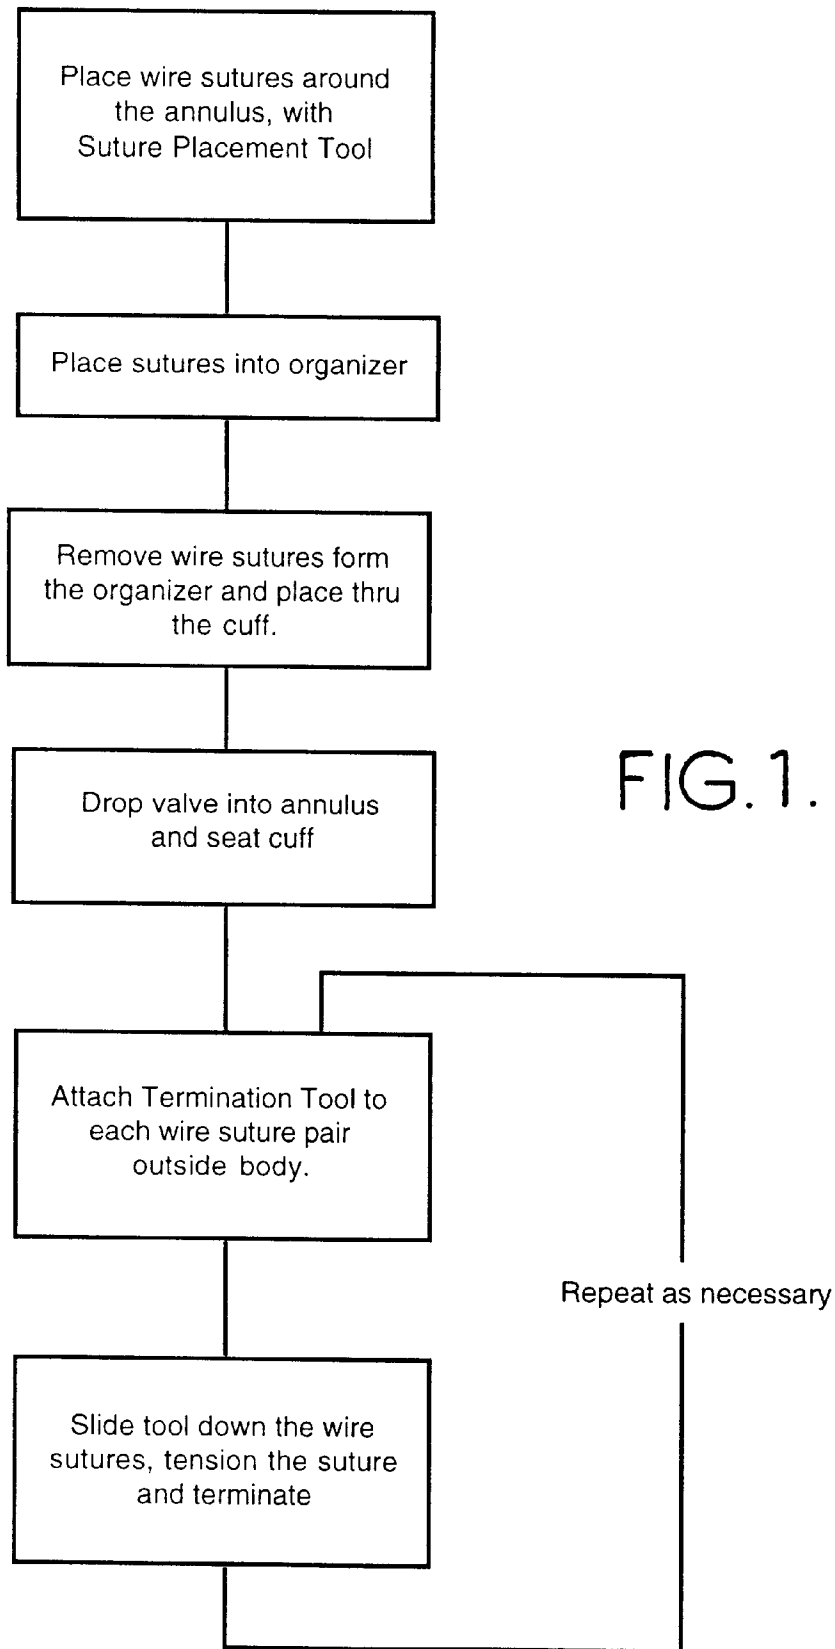 Place wire sutures around
the annulus, with
Suture Placement Tool
Place sutures into organizer
Remove wire sutures form
the organizer and place thru
the cuff.
Drop valve into annulus
and seat cuff
FIG.1.
Attach Termination Tool to
each wire suture pair
outside body.
Repeat as necessary
Slide tool down the wire
sutures, tension the suture
and terminate